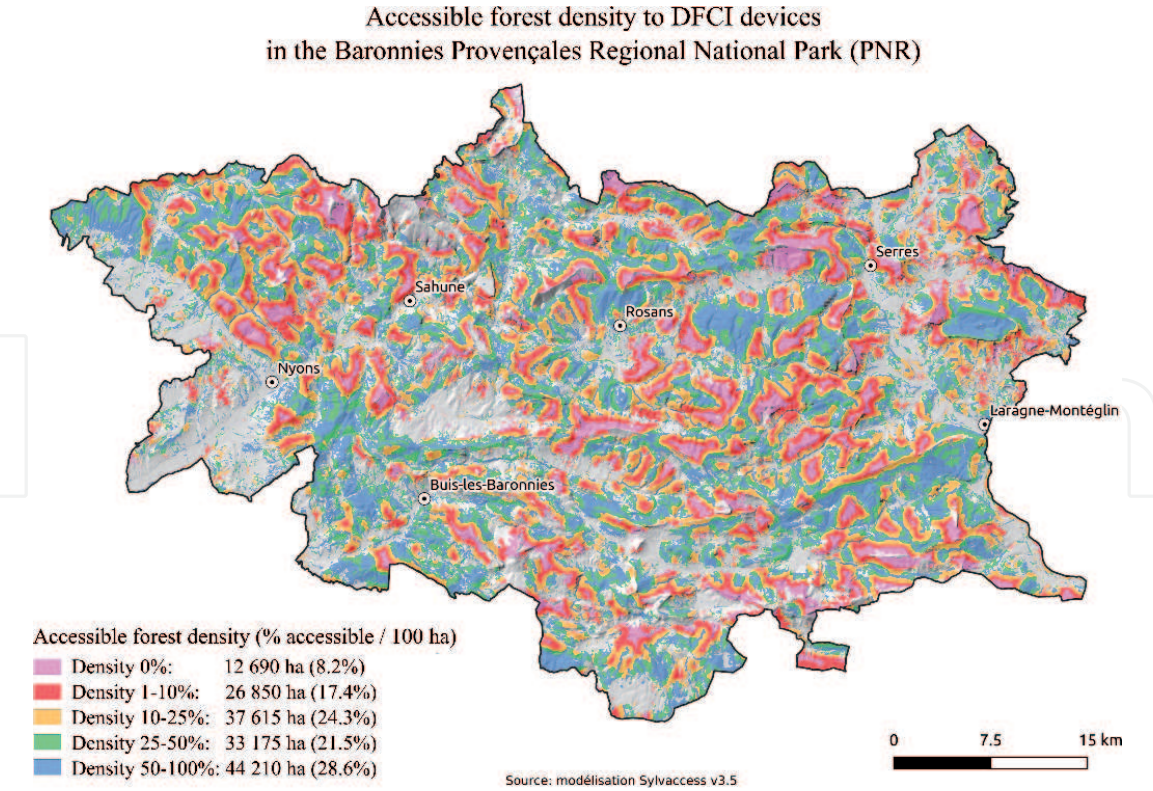 Accessible forest density to DFCI devices
in the Baronnies Provençales Regional National Park (PNR)
Serres
Sahune
Rosans
Nyons
Laragne-Montéglin
Buis-les-Baronnies
Accessible forest density (% accessible / 100 ha)
Density 0%: 12 690 ha (8.2%)
Density 1-10%: 26 850 ha (17.4%)
Density 10-25%: 37 615 ha (24.3%)
Density 25-50%: 33 175 ha (21.5%)
Density 50-100%: 44 210 ha (28.6%)
0 7.5 15 km
Source: modélisation Sylvaccess v3.5